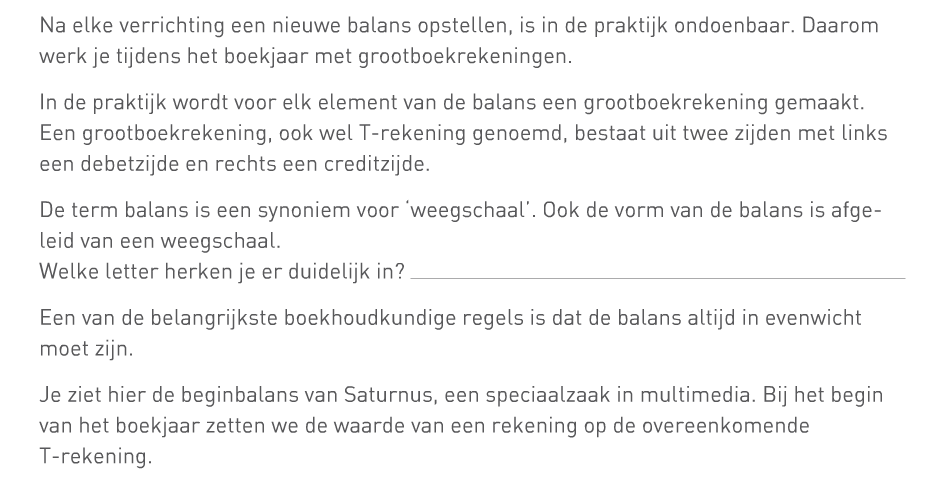 Na elke verrichting een nieuwe balans opstellen, is in de praktijk ondoenbaar. Daarom
werk je tijdens het boekjaar met grootboekrekeningen.
In de praktijk wordt voor elk element van de balans een grootboekrekening gemaakt.
Een grootboekrekening, ook wel T-rekening genoemd, bestaat uit twee zijden met links
een debetzijde en rechts een creditzijde.
De term balans is een synoniem voor ‘weegschaal’. Ook de vorm van de balans is afge-
leid van een weegschaal.
Welke letter herken je er duidelijk in?
Een van de belangrijkste boekhoudkundige regels is dat de balans altijd in evenwicht
moet zijn.
Je ziet hier de beginbalans van Saturnus, een speciaalzaak in multimedia. Bij het begin
van het boekjaar zetten we de waarde van een rekening op de overeenkomende
T-rekening.